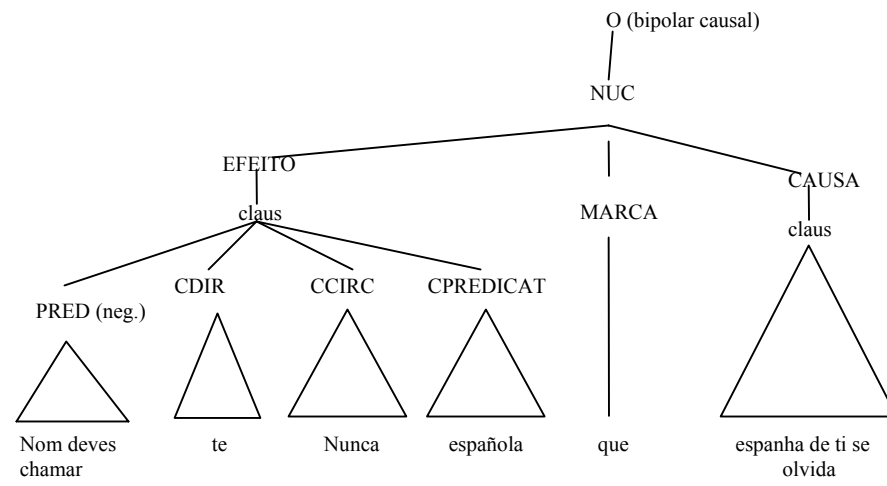 O (bipolar causal)
NUC
EFEITO
CAUSA
claus
MARCA
claus
CDIR
CCIRC
CPREDICAT
PRED (neg.)
Nom deves
chamar
te
Nunca
española
que
espanha de ti se
olvida